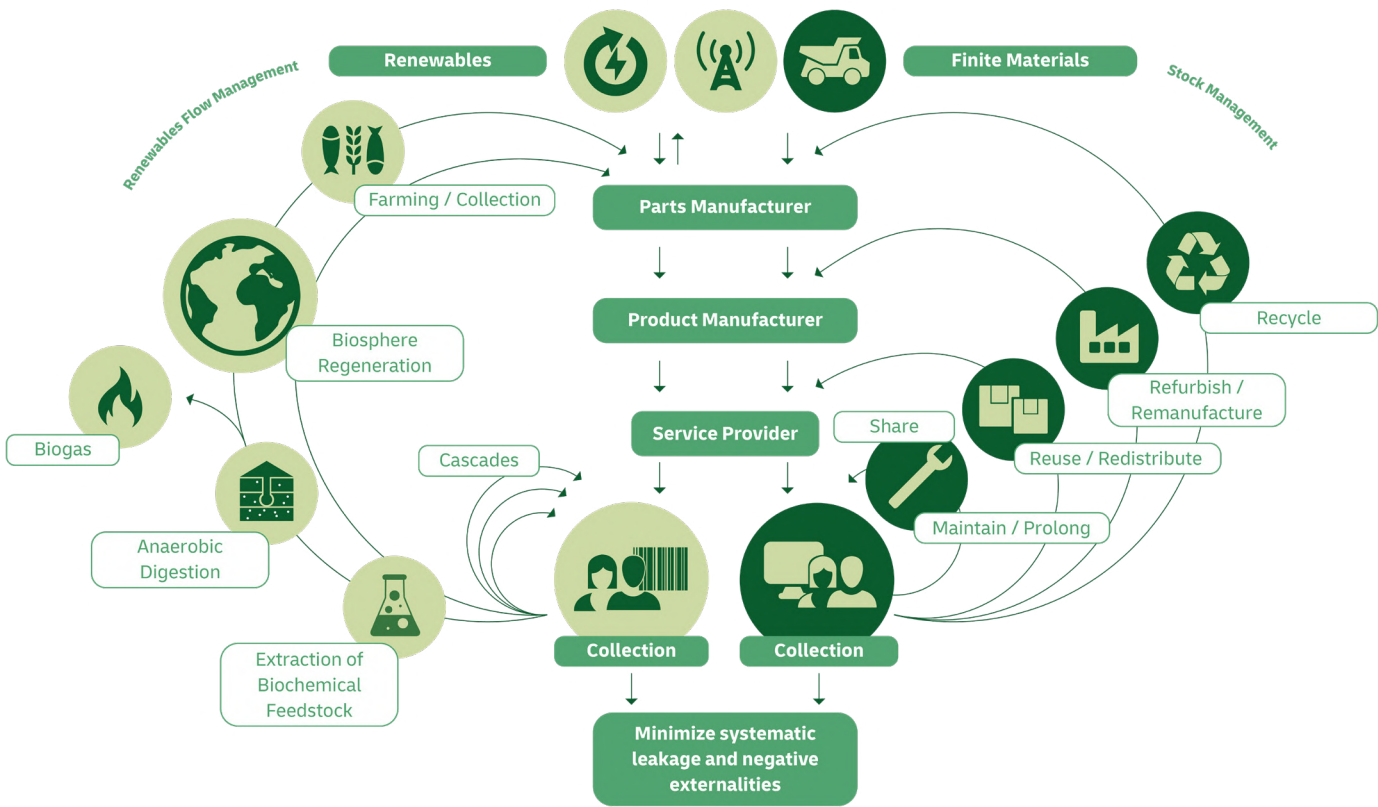 Renewables
Finite Materials
Renewables Flow Management
Stock Management
Farming / Collection
Parts Manufacturer
Biosphere
Regeneration
Product Manufacturer
Recycle
Refurbish /
Remanufacture
Biogas
Cascades
Service Provider
Share
Reuse / Redistribute
Maintain / Prolong
Anaerobic
Digestion
Extraction of
Biochemical
Feedstock
Collection
Collection
Minimize systematic
leakage and negative
externalities